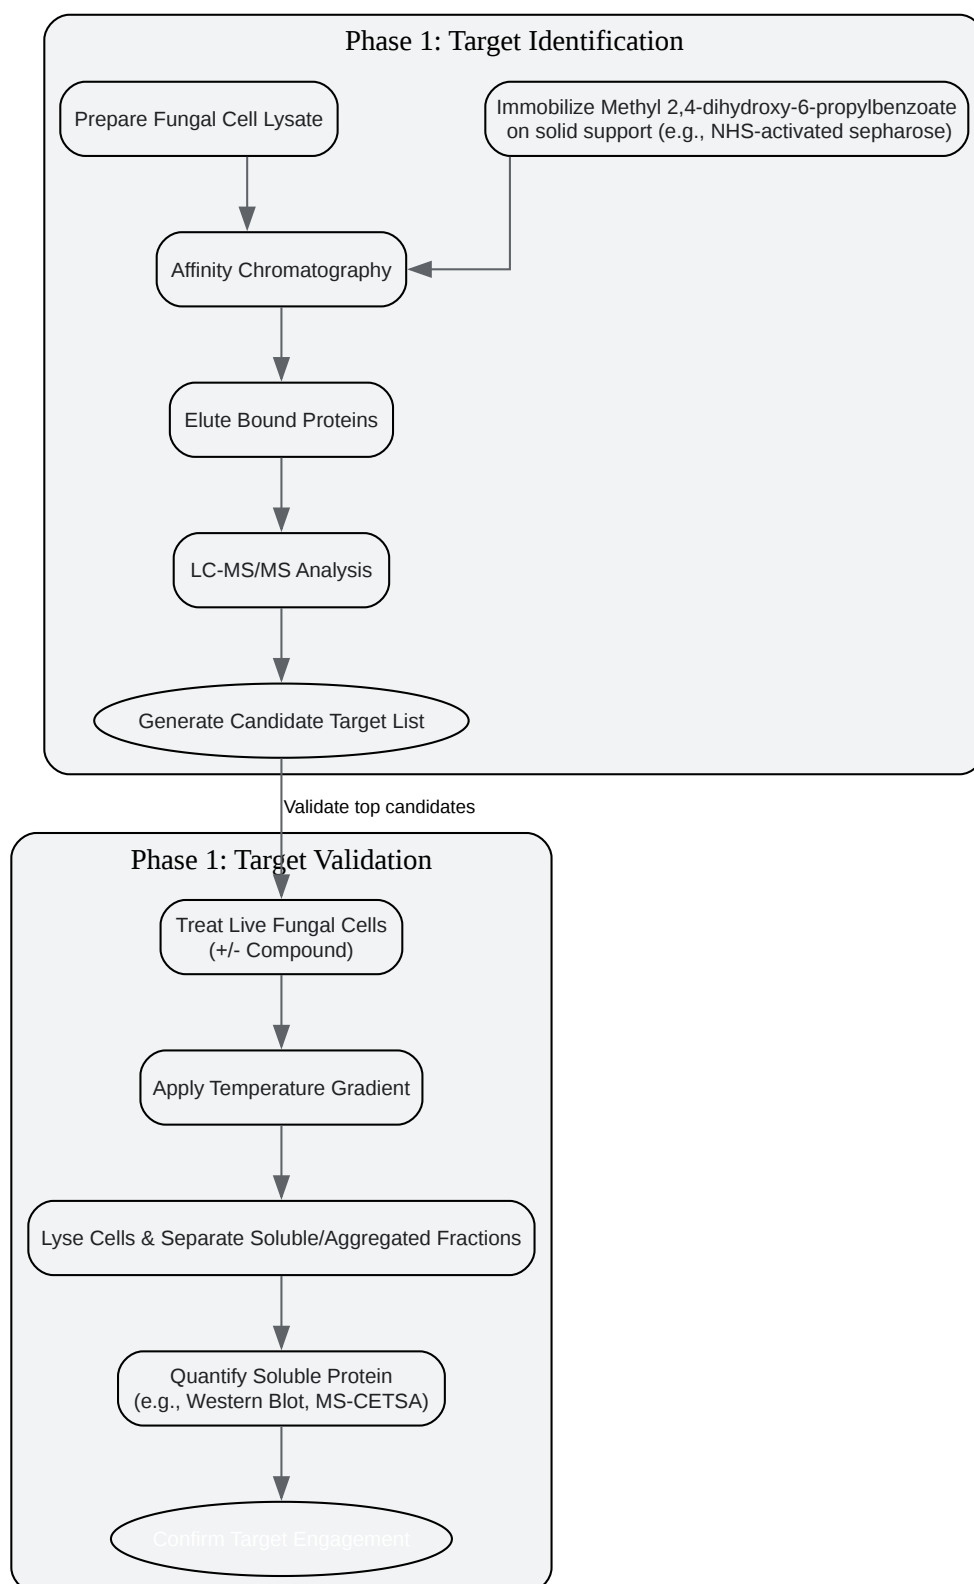 Phase 1: Target Identification
Prepare Fungal Cell Lysate
Immobilize Methyl 2,4-dihydroxy-6-propylbenzoate
on solid support (e.g., NHS-activated sepharose)
Affinity Chromatography
Elute Bound Proteins
LC-MS/MS Analysis
Generate Candidate Target List
Validate top candidates
Phase 1: Target Validation
Treat Live Fungal Cells
(+/- Compound)
Apply Temperature Gradient
Lyse Cells & Separate Soluble/Aggregated Fractions
Quantify Soluble Protein
(e.g., Western Blot, MS-CETSA)
Confirm Target Engagement